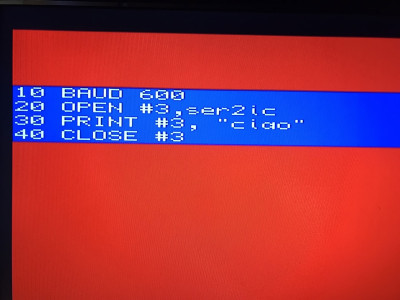 10 BAUD 600
20 OPEN #3,ser2ic
30 PRINT #3, "ciao"
40 CLOSE #3